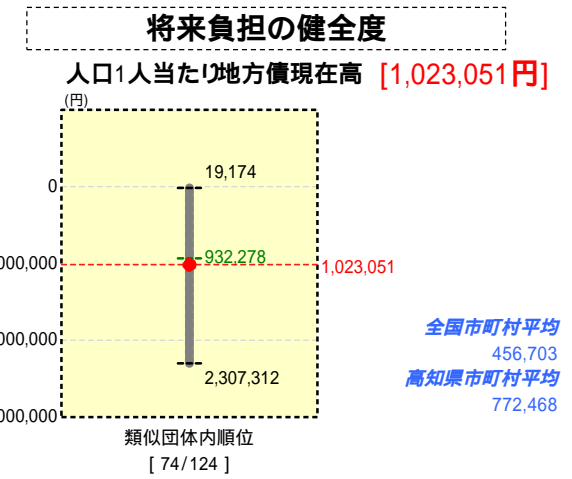 将来負担の健全度
人口1人当たり地方債現在高 [1,023,051円]
(円)
19,174
0
932,278
000,000
1,023,051
全国市町村平均
456,703
000,000
2,307,312
高知県市町村平均
772,468
000,000
類似団体内順位
[ 74/124 ]